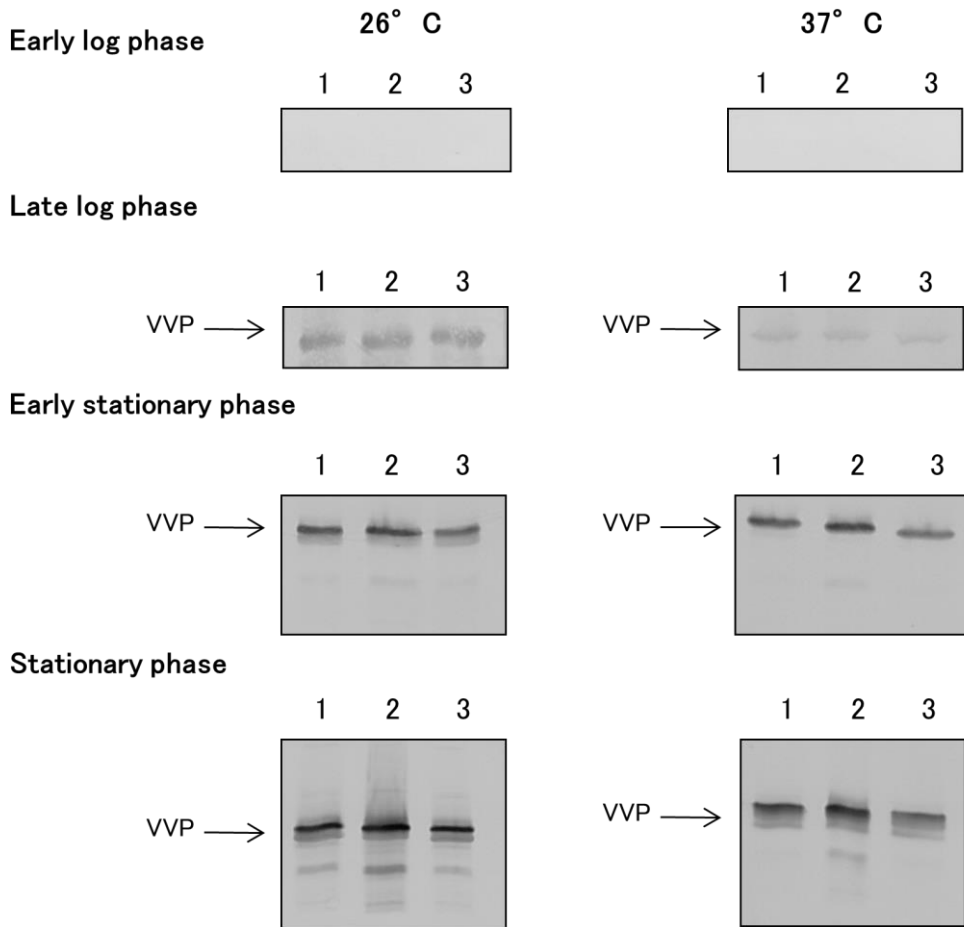 26° C 37° C
Early log phase
1 2 3 1 2 3
Late log phase
1 2 3 1 2 3
VVP VVP
Early stationary phase
1 2 3 1 2 3
VVP VVP
Stationary phase
1 2 3 1 2 3
VVP VVP